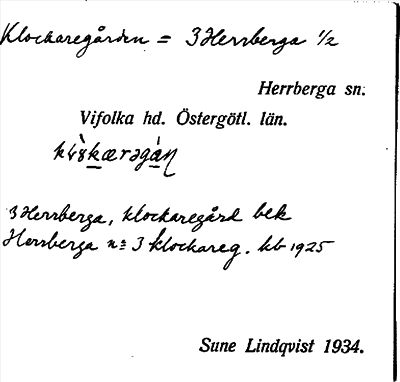 Klockaregården = 3 Herrberga 1/2
Herrberga sn.
Vifolka hd. Östergötl. län.
3 Herrberga, klockaregård bek
Herrberga nº 3 klockareg. kb 1925
Sune Lindqvist 1934.